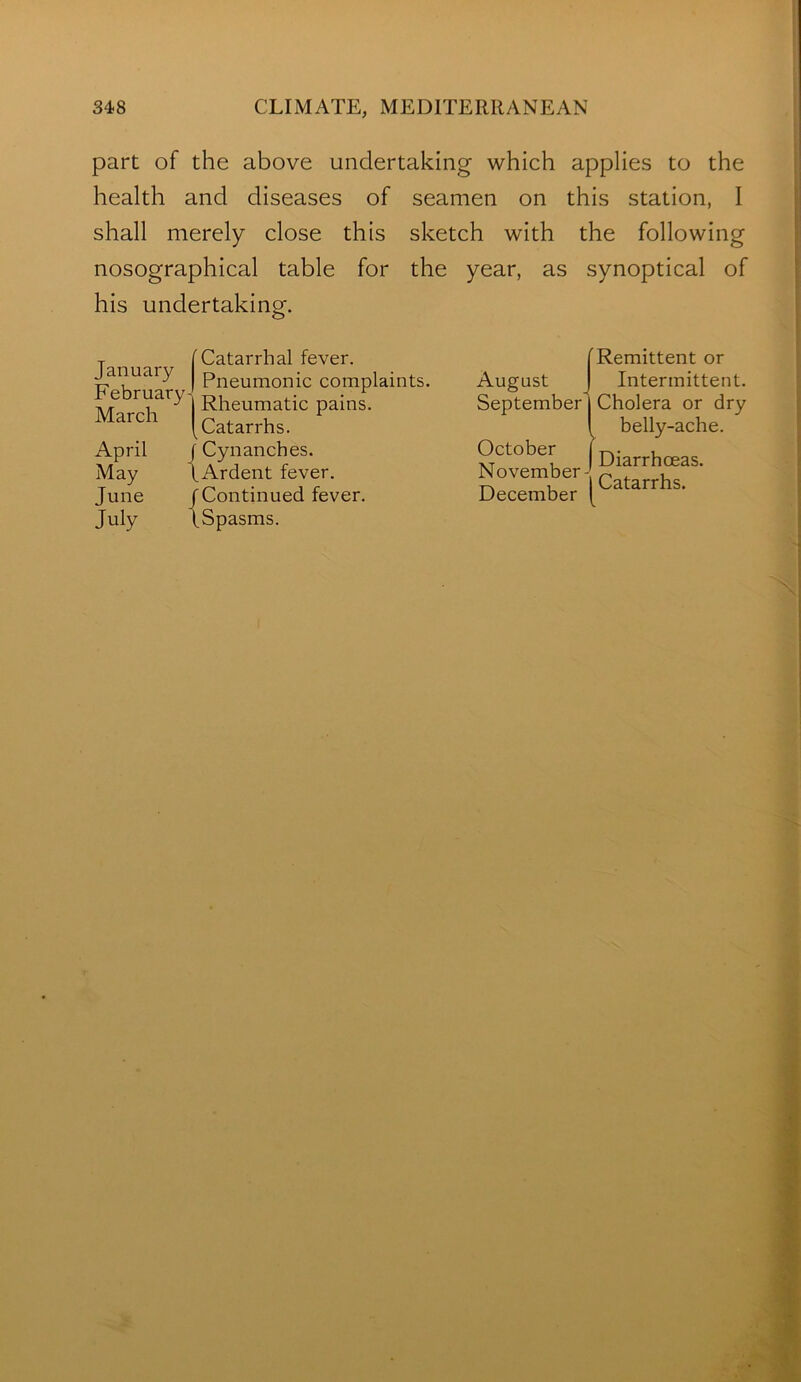 348 CLIMATE, MEDITERRANEAN
part of the above undertaking which applies to the
health and diseases of seamen on this station, I
shall merely close this sketch with the following
nosographical table for the year, as synoptical of
his undertaking.
January
February
March
Catarrhal fever.
Pneumonic complaints.
Rheumatic pains.
Catarrhs.
April
May
Cynanches.
Ardent fever.
June
July
Continued fever.
Spasms.
August
September
Remittent or
Intermittent.
Cholera or dry
belly-ache.
October
November
December
Diarrhœas.
Catarrhs.